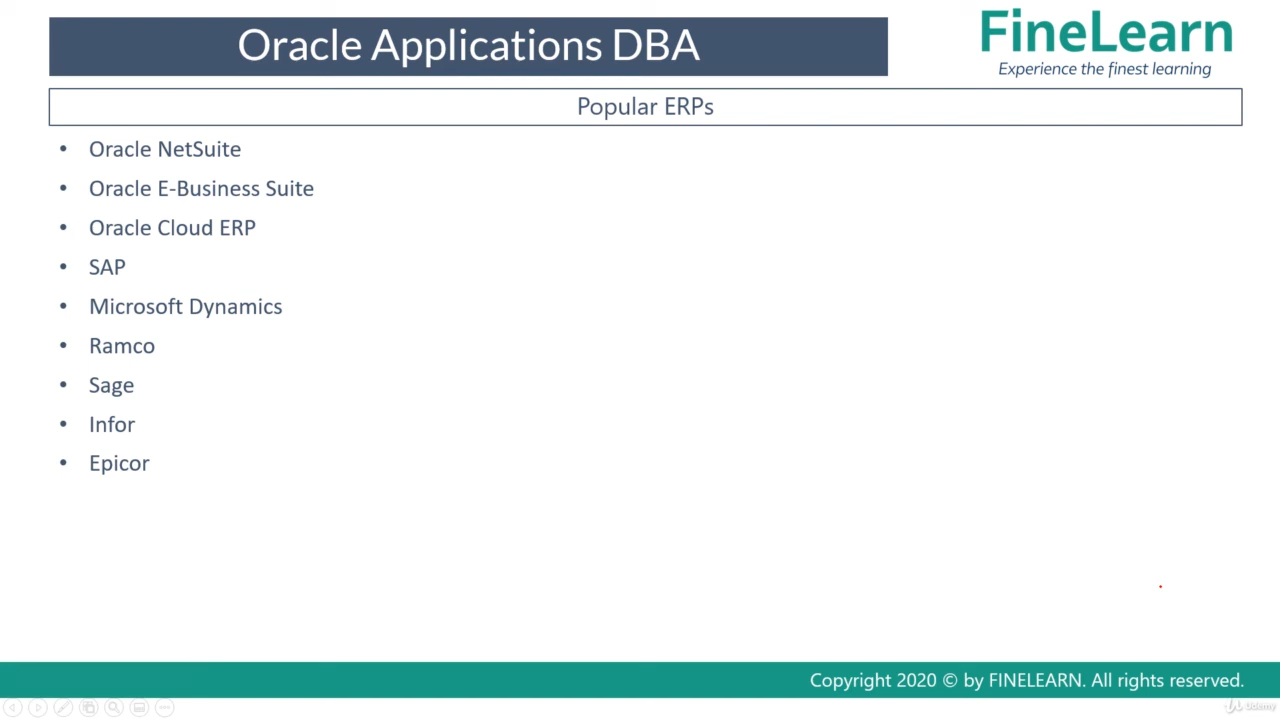 Oracle Applications DBA
FineLearn
Experience the finest learning
Popular ERPs
• Oracle NetSuite
• Oracle E-Business Suite
• Oracle Cloud ERP
• SAP
• Microsoft Dynamics
• Ramco
• Sage
• Infor
• Epicor
Copyright 2020 © by FINELEARN. All rights reserved.
Udemy